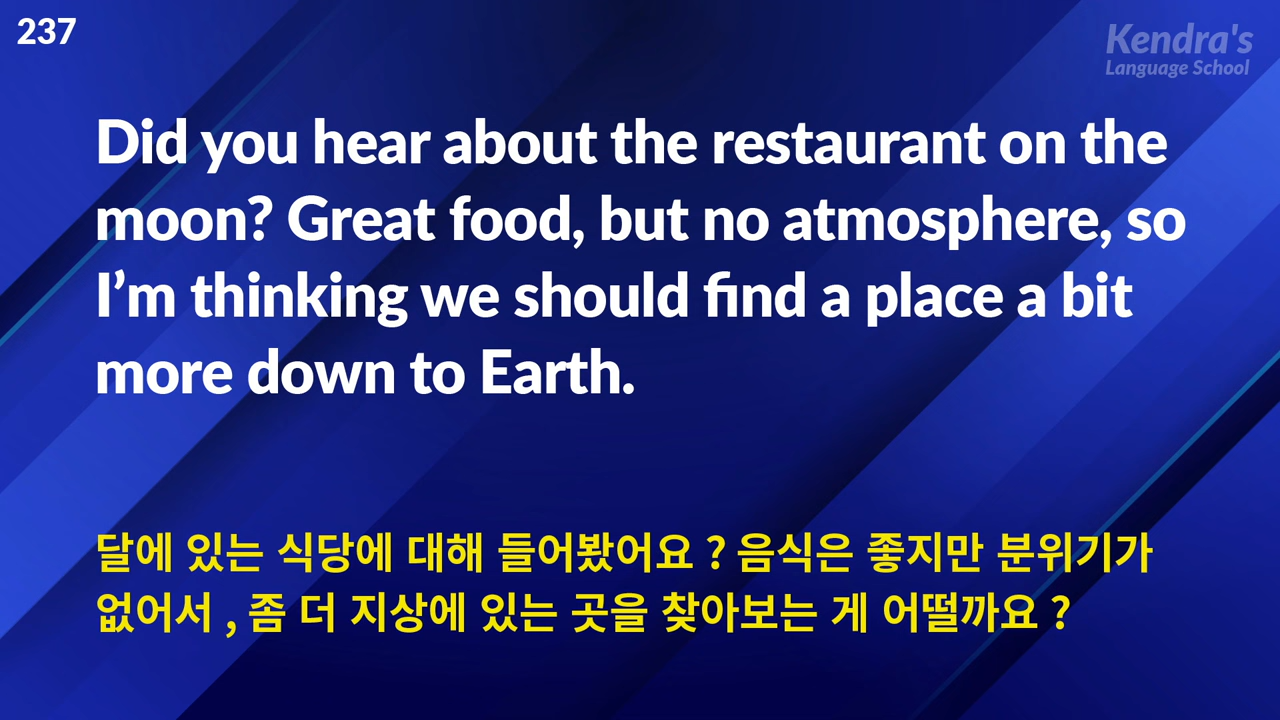 237
Kendra's
Language School
Did you hear about the restaurant on the
moon? Great food, but no atmosphere, so
I’m thinking we should find a place a bit
more down to Earth.
달에 있는 식당에 대해 들어봤어요 ? 음식은 좋지만 분위기가
없어서 , 좀 더 지상에 있는 곳을 찾아보는 게 어떨까요 ?